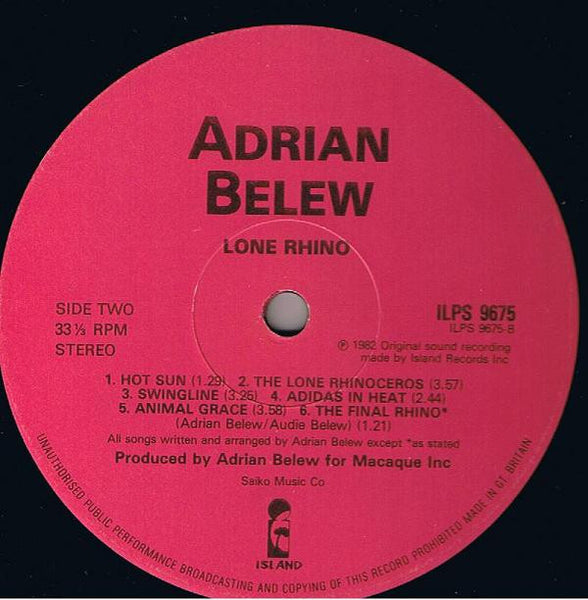 ADRIAN
BELEW
LONE RHINO
SIDE TWO
33⅓ RPM
STEREO
ILPS 9675
ILPS 9675-B
℗ 1982 Original sound recording
made by Island Records Inc
1. HOT SUN (1.29) 2. THE LONE RHINOCEROS (3.57)
3. SWINGLINE (3.26) 4. ADIDAS IN HEAT (2.44)
5. ANIMAL GRACE (3.58) 6. THE FINAL RHINO*
(Adrian Belew/Audie Belew) (1.21)
All songs written and arranged by Adrian Belew except *as stated
Produced by Adrian Belew for Macaque Inc
Saiko Music Co
ISLAND
UNAUTHORISED PUBLIC PERFORMANCE BROADCASTING AND COPYING OF THIS RECORD PROHIBITED MADE IN GT. BRITAIN